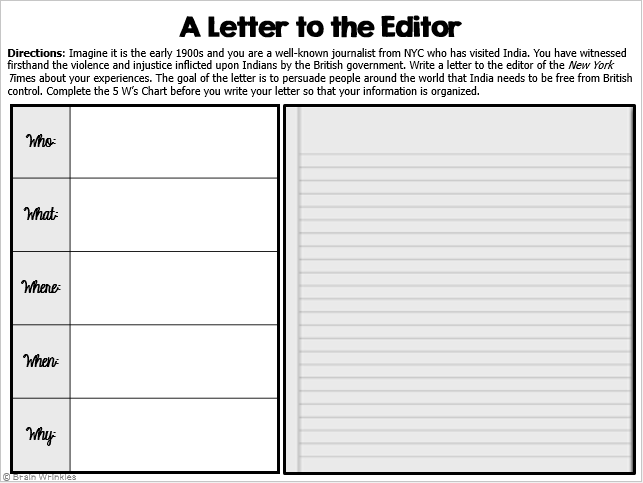 A Letter to the Editor
Directions: Imagine it is the early 1900s and you are a well-known journalist from NYC who has visited India. You have witnessed
firsthand the violence and injustice inflicted upon Indians by the British government. Write a letter to the editor of the New York
Times about your experiences. The goal of the letter is to persuade people around the world that India needs to be free from British
control. Complete the 5 W's Chart before you write your letter so that your information is organized.
Who:
What:
Where:
When:
Why:
© Brain Wrinkles